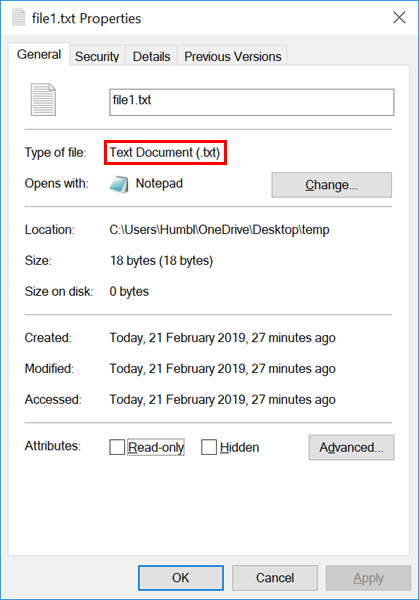 file1.txt Properties
General Security Details Previous Versions
file1.txt
Type of file: Text Document (.txt)
Opens with: Notepad Change...
Location: C:\Users\Humbl\OneDrive\Desktop\temp
Size: 18 bytes (18 bytes)
Size on disk: 0 bytes
Created: Today, 21 February 2019, 27 minutes ago
Modified: Today, 21 February 2019, 27 minutes ago
Accessed: Today, 21 February 2019, 27 minutes ago
Attributes: Read-only Hidden Advanced...
OK Cancel Apply